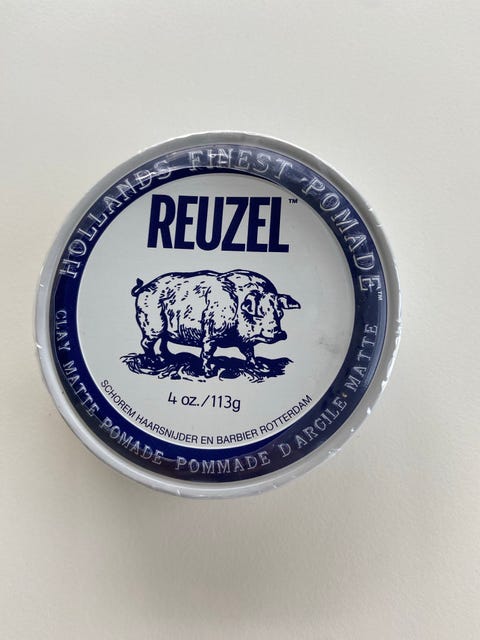 HOLLANDS FINEST POMADE™
REUZEL™
4 oz./113g
SCHOREM HAARSNIJDER EN BARBIER ROTTERDAM
CLAY MATTE POMADE POMMADE D'ARGILE MATTE